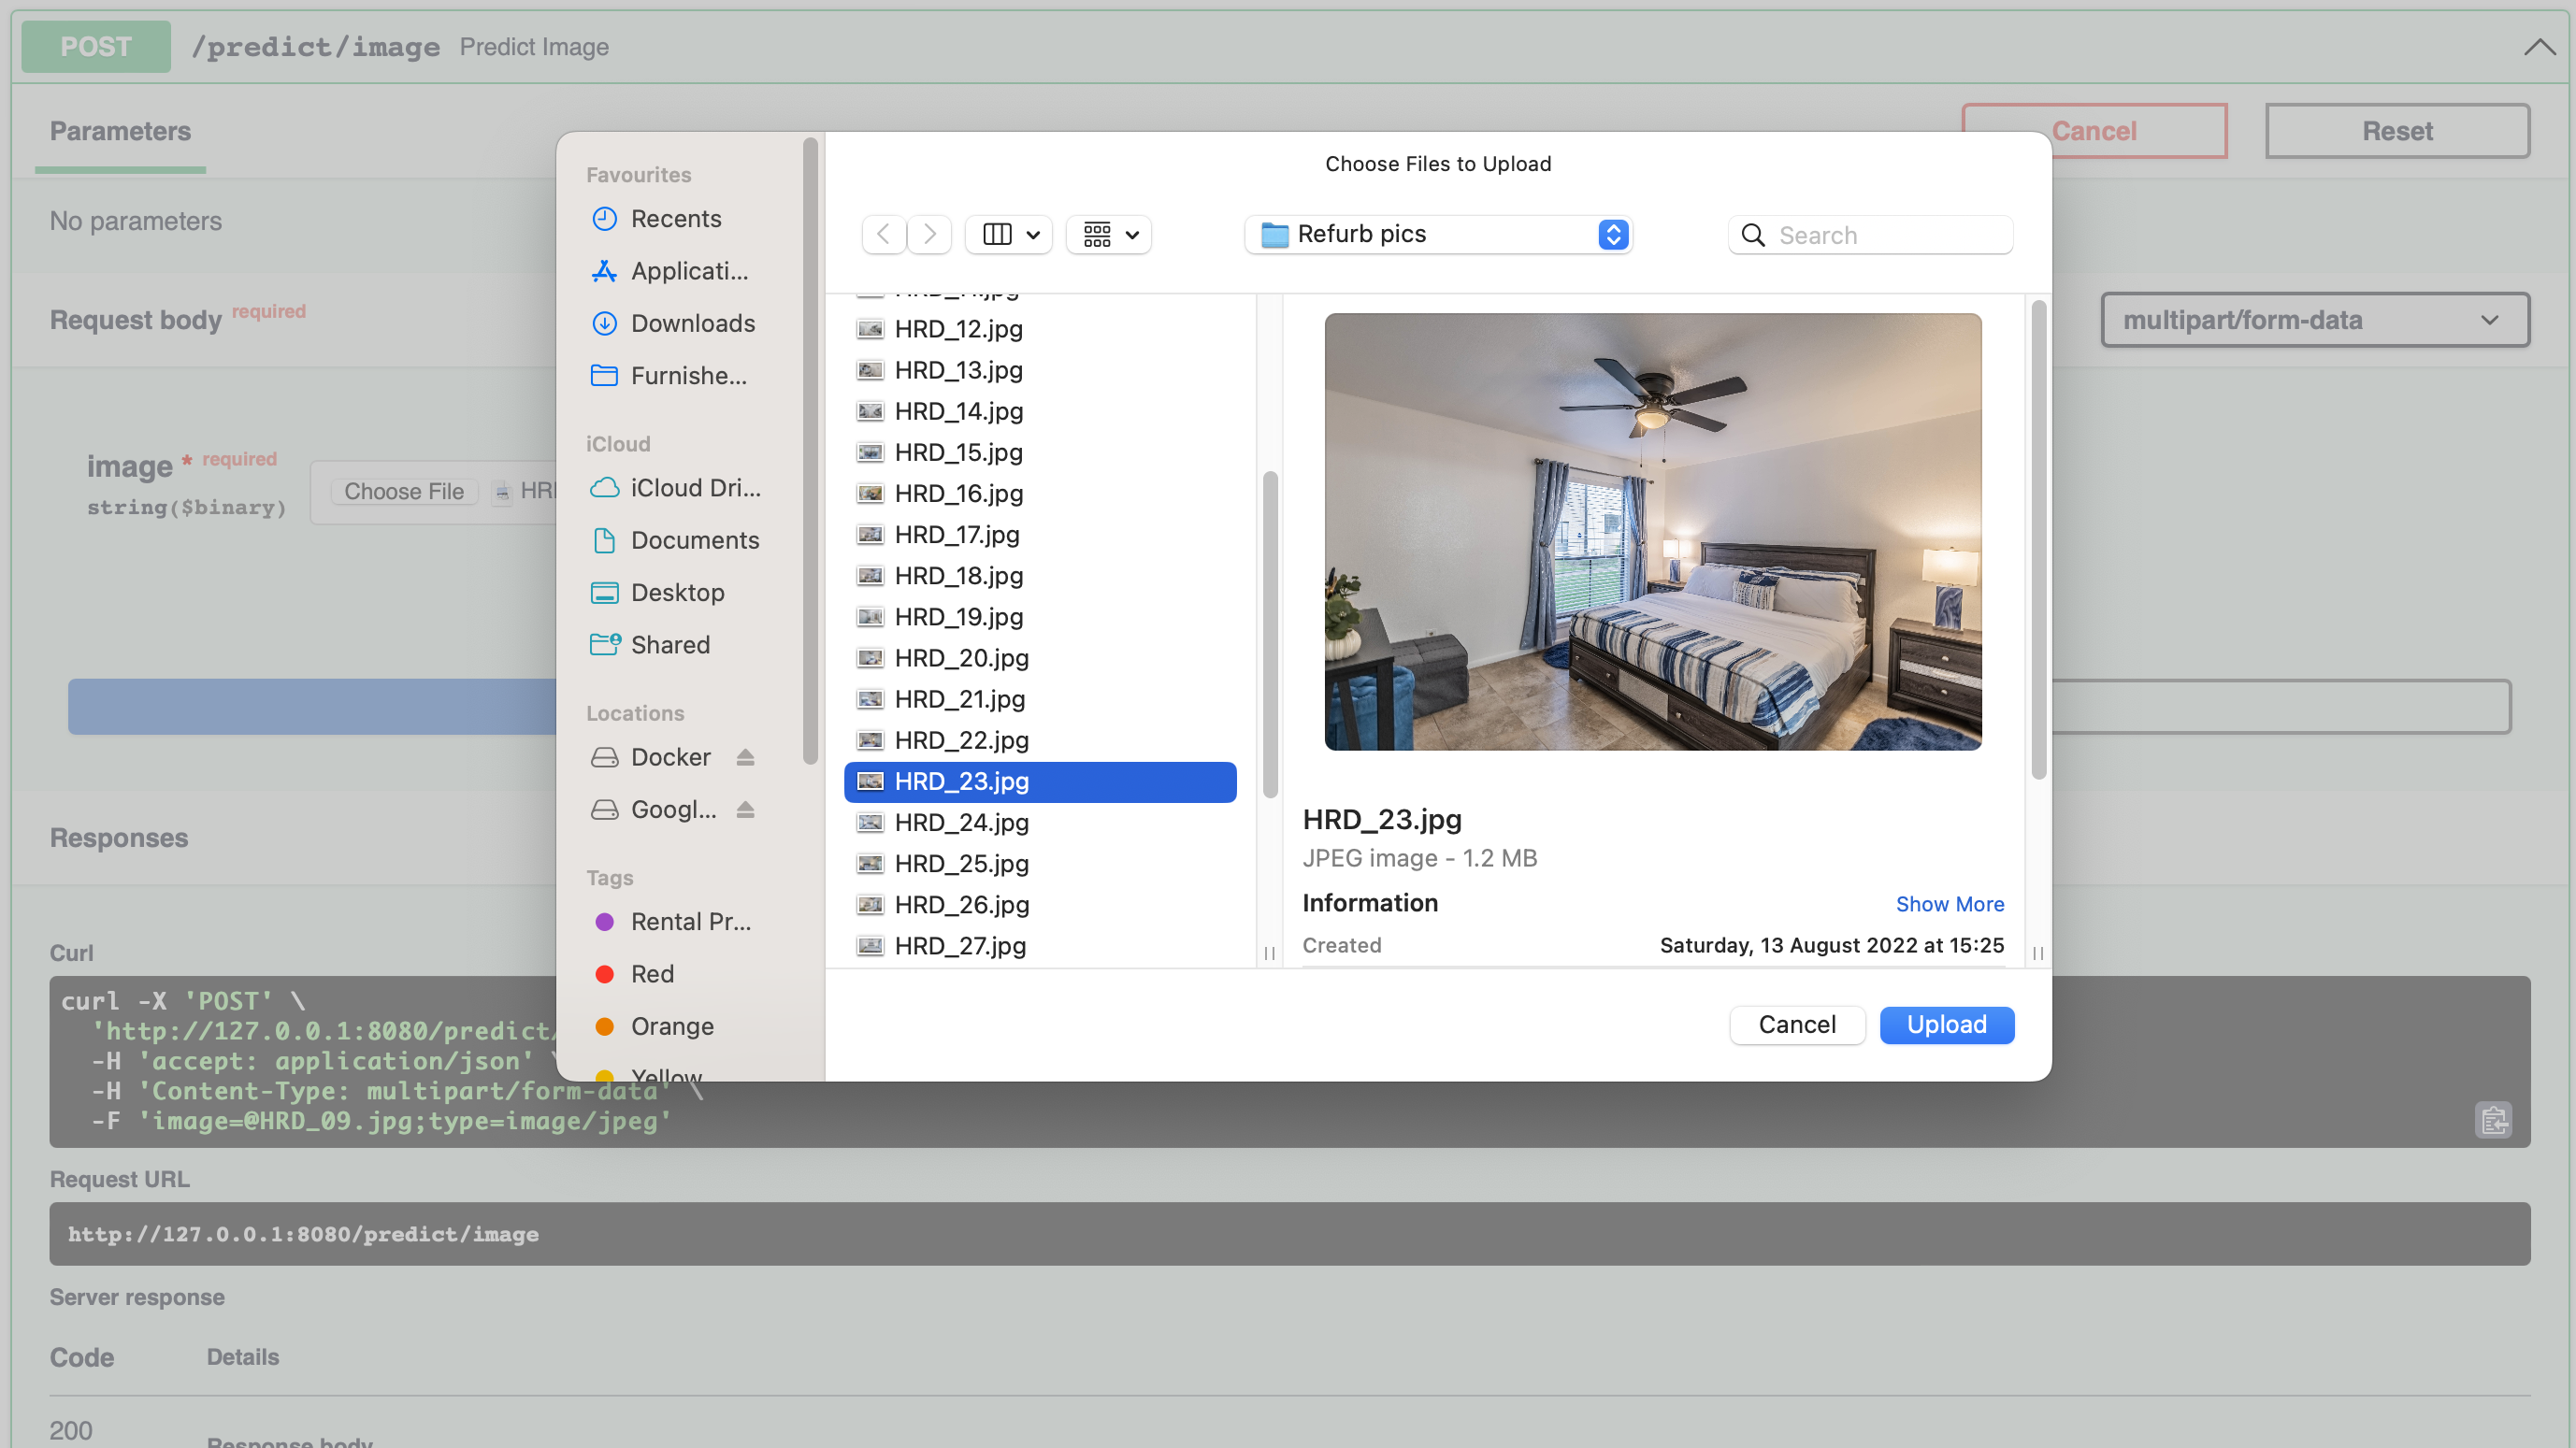 POST /predict/image Predict Image
Parameters
Cancel
Reset
No parameters
Request body required
multipart/form-data
image * required
string($binary)
Choose File
Favourites
Recents
Applicati...
Downloads
Furnishe...
iCloud
iCloud Dri...
Documents
Desktop
Shared
Locations
Docker
Googl...
Tags
Rental Pr...
Red
Orange
Yellow
Choose Files to Upload
Refurb pics
Search
HRD_12.jpg
HRD_13.jpg
HRD_14.jpg
HRD_15.jpg
HRD_16.jpg
HRD_17.jpg
HRD_18.jpg
HRD_19.jpg
HRD_20.jpg
HRD_21.jpg
HRD_22.jpg
HRD_23.jpg
HRD_24.jpg
HRD_25.jpg
HRD_26.jpg
HRD_27.jpg
HRD_23.jpg
JPEG image - 1.2 MB
Information Show More
Created Saturday, 13 August 2022 at 15:25
Cancel Upload
Responses
Curl
curl -X 'POST' \
'http://127.0.0.1:8080/predict/
-H 'accept: application/json'
-H 'Content-Type: multipart/form-data' \
-F 'image=@HRD_09.jpg;type=image/jpeg'
Request URL
http://127.0.0.1:8080/predict/image
Server response
Code Details
200
Response body